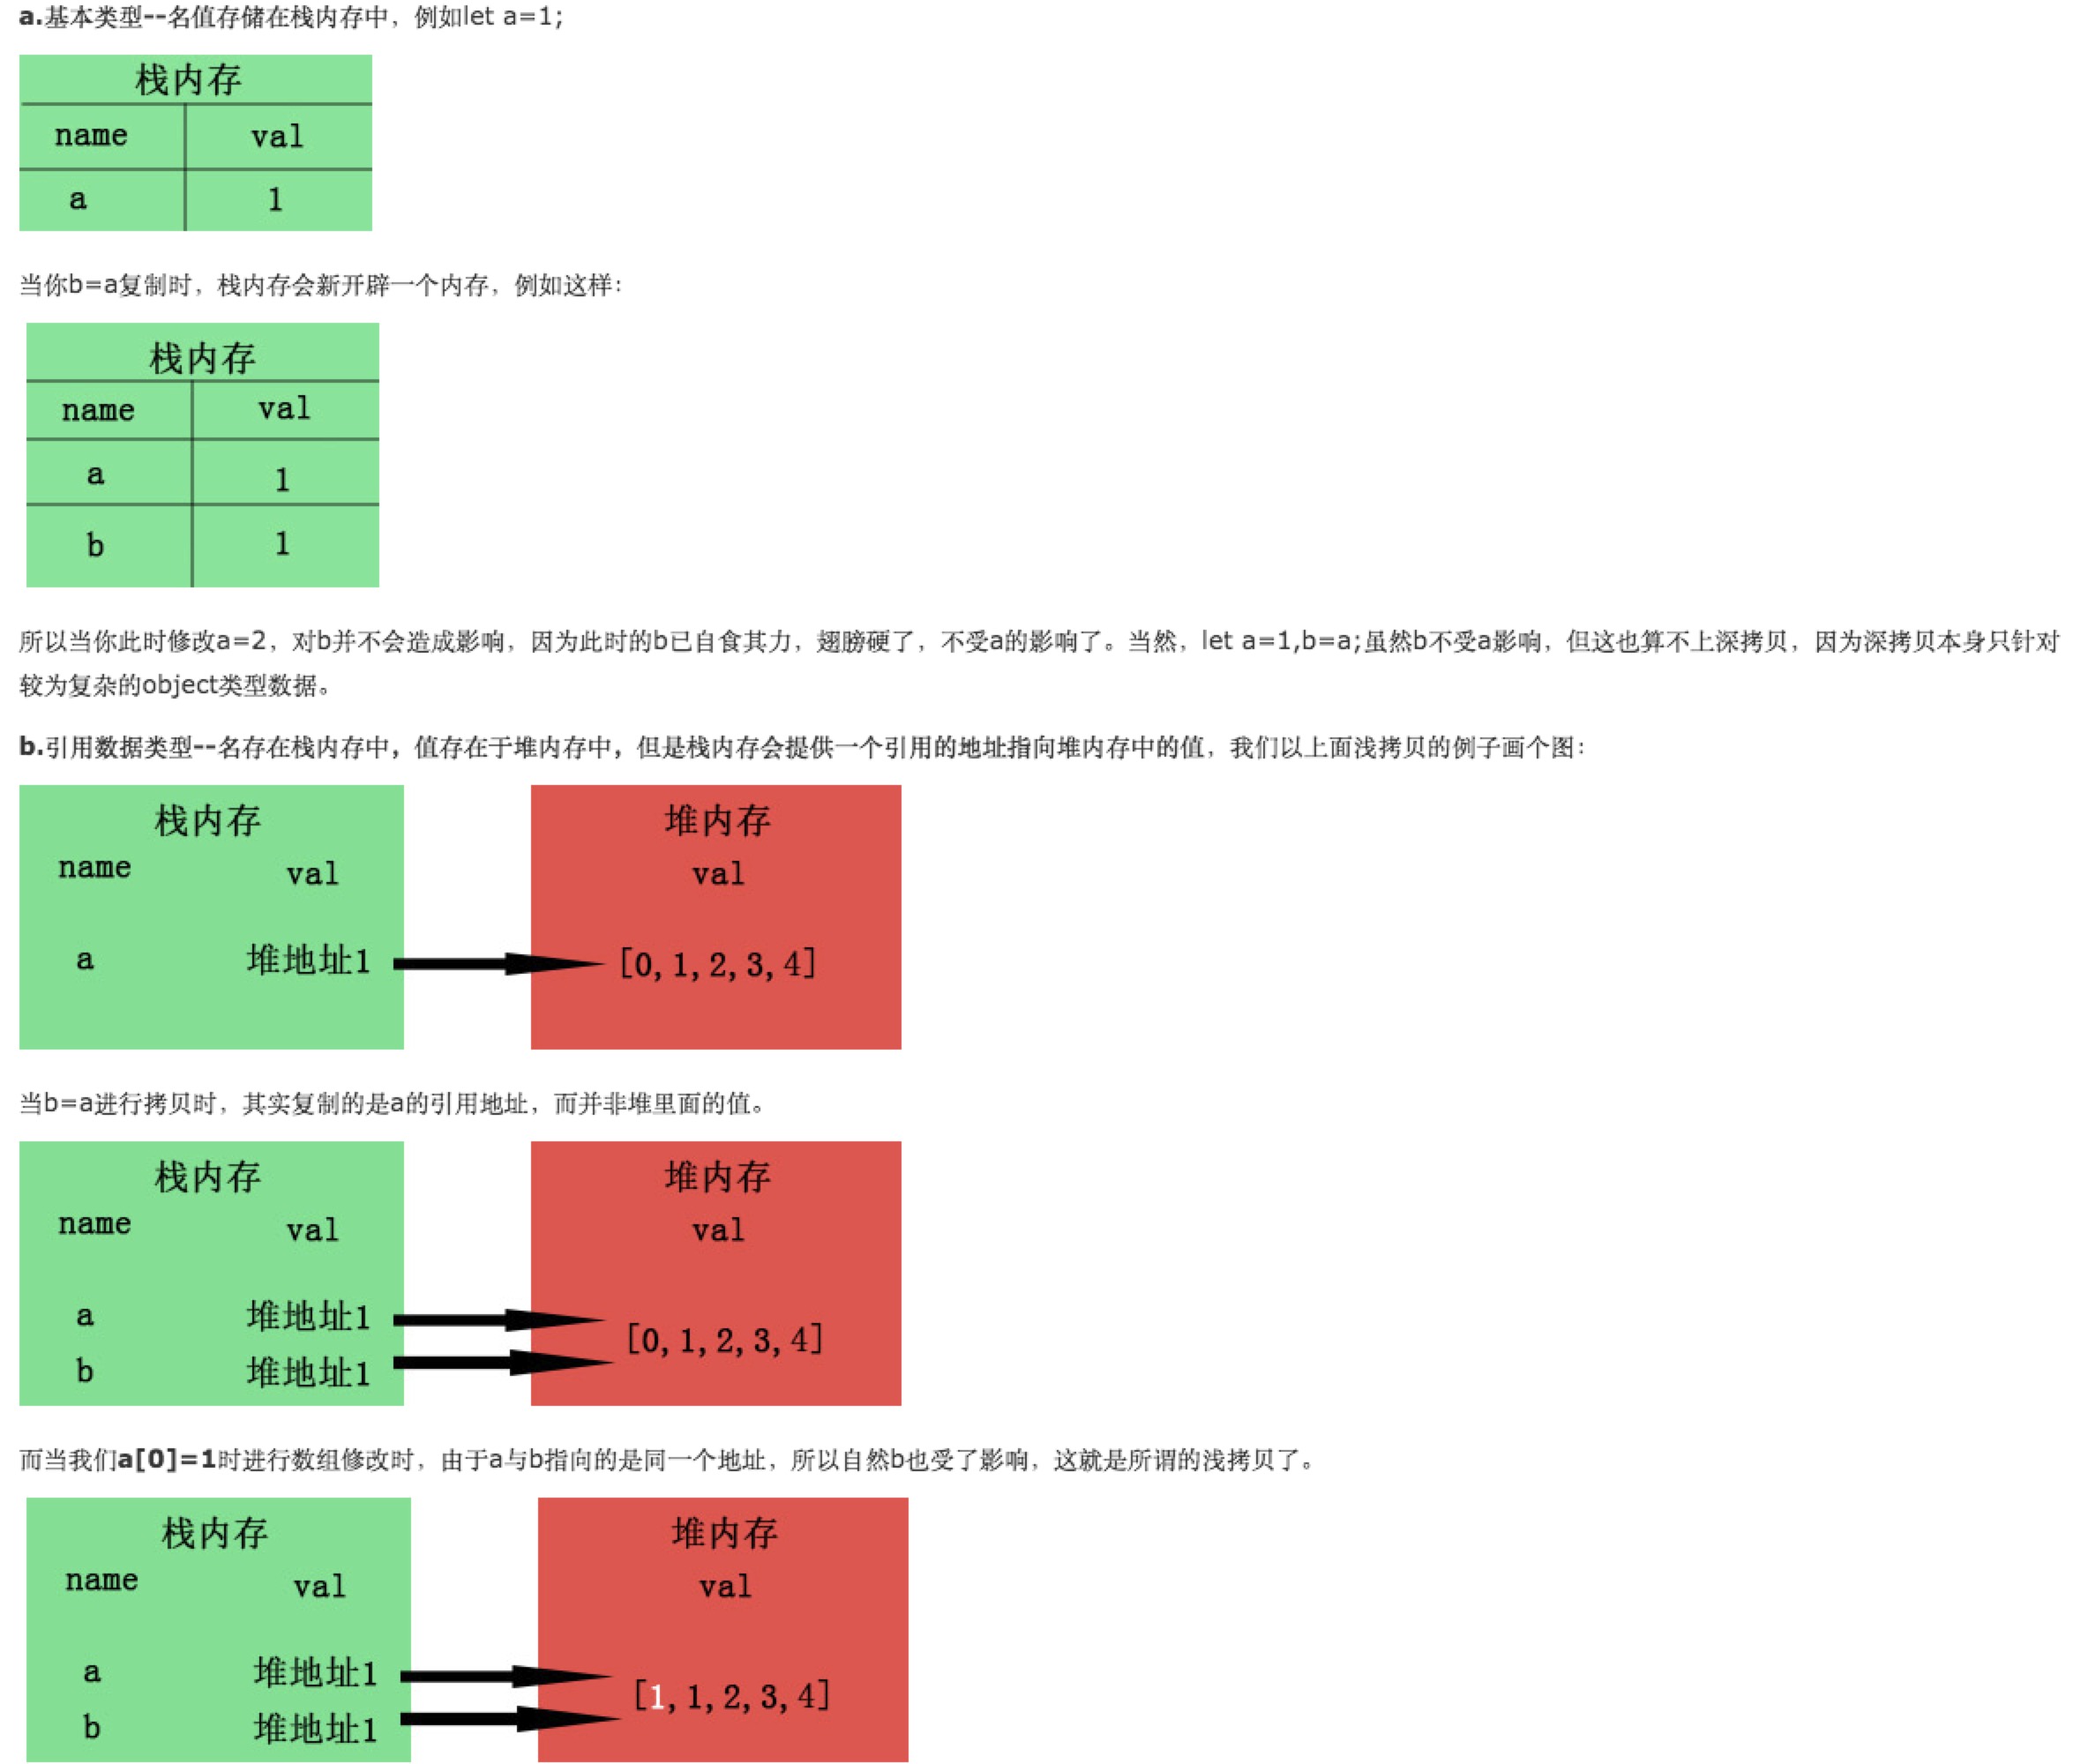 a.基本类型--名值存储在栈内存中，例如let a=1;
栈内存
name val
a 1
当你b=a复制时，栈内存会新开辟一个内存，例如这样：
栈内存
name val
a 1
b 1
所以当你此时修改a=2，对b并不会造成影响，因为此时的b已自食其力，翅膀硬了，不受a的影响了。当然，let a=1,b=a;虽然b不受a影响，但这也算不上深拷贝，因为深拷贝本身只针对
较为复杂的object类型数据。
b.引用数据类型--名存在栈内存中，值存在于堆内存中，但是栈内存会提供一个引用的地址指向堆内存中的值，我们以上面浅拷贝的例子画个图：
栈内存 堆内存
name val val
a 堆地址1 [0,1,2,3,4]
当b=a进行拷贝时，其实复制的是a的引用地址，而并非堆里面的值。
栈内存 堆内存
name val val
a 堆地址1 [0,1,2,3,4]
b 堆地址1
而当我们a[0]=1时进行数组修改时，由于a与b指向的是同一个地址，所以自然b也受了影响，这就是所谓的浅拷贝了。
栈内存 堆内存
name val val
a 堆地址1 [1,1,2,3,4]
b 堆地址1